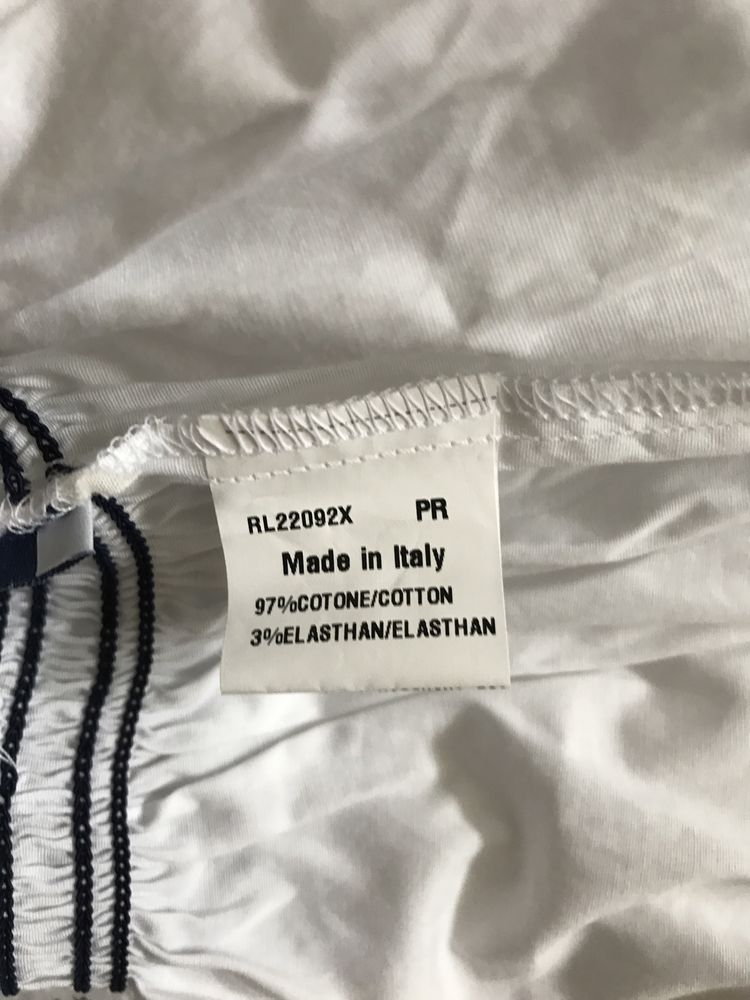 RL22092X PR
Made in Italy
97%COTONE/COTTON
3%ELASTHAN/ELASTHAN